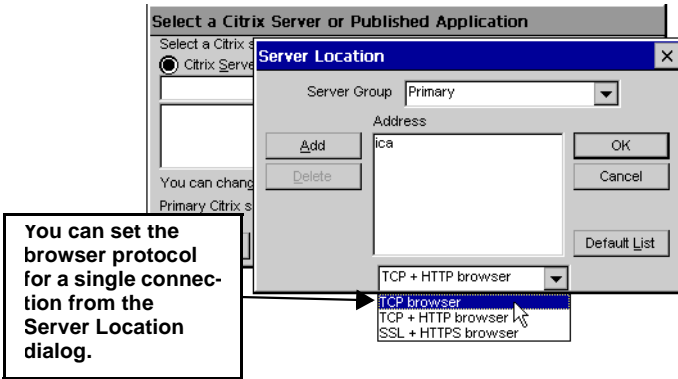 Select a Citrix Server or Published Application
Select a Citrix
Citrix Serve
Server Location
Server Group Primary
Address
Add
ica
OK
Delete
Cancel
You can chang
Primary Citrix s
Default List
TCP + HTTP browser
TCP browser
TCP + HTTP browser
SSL + HTTPS browser
You can set the
browser protocol
for a single connec-
tion from the
Server Location
dialog.